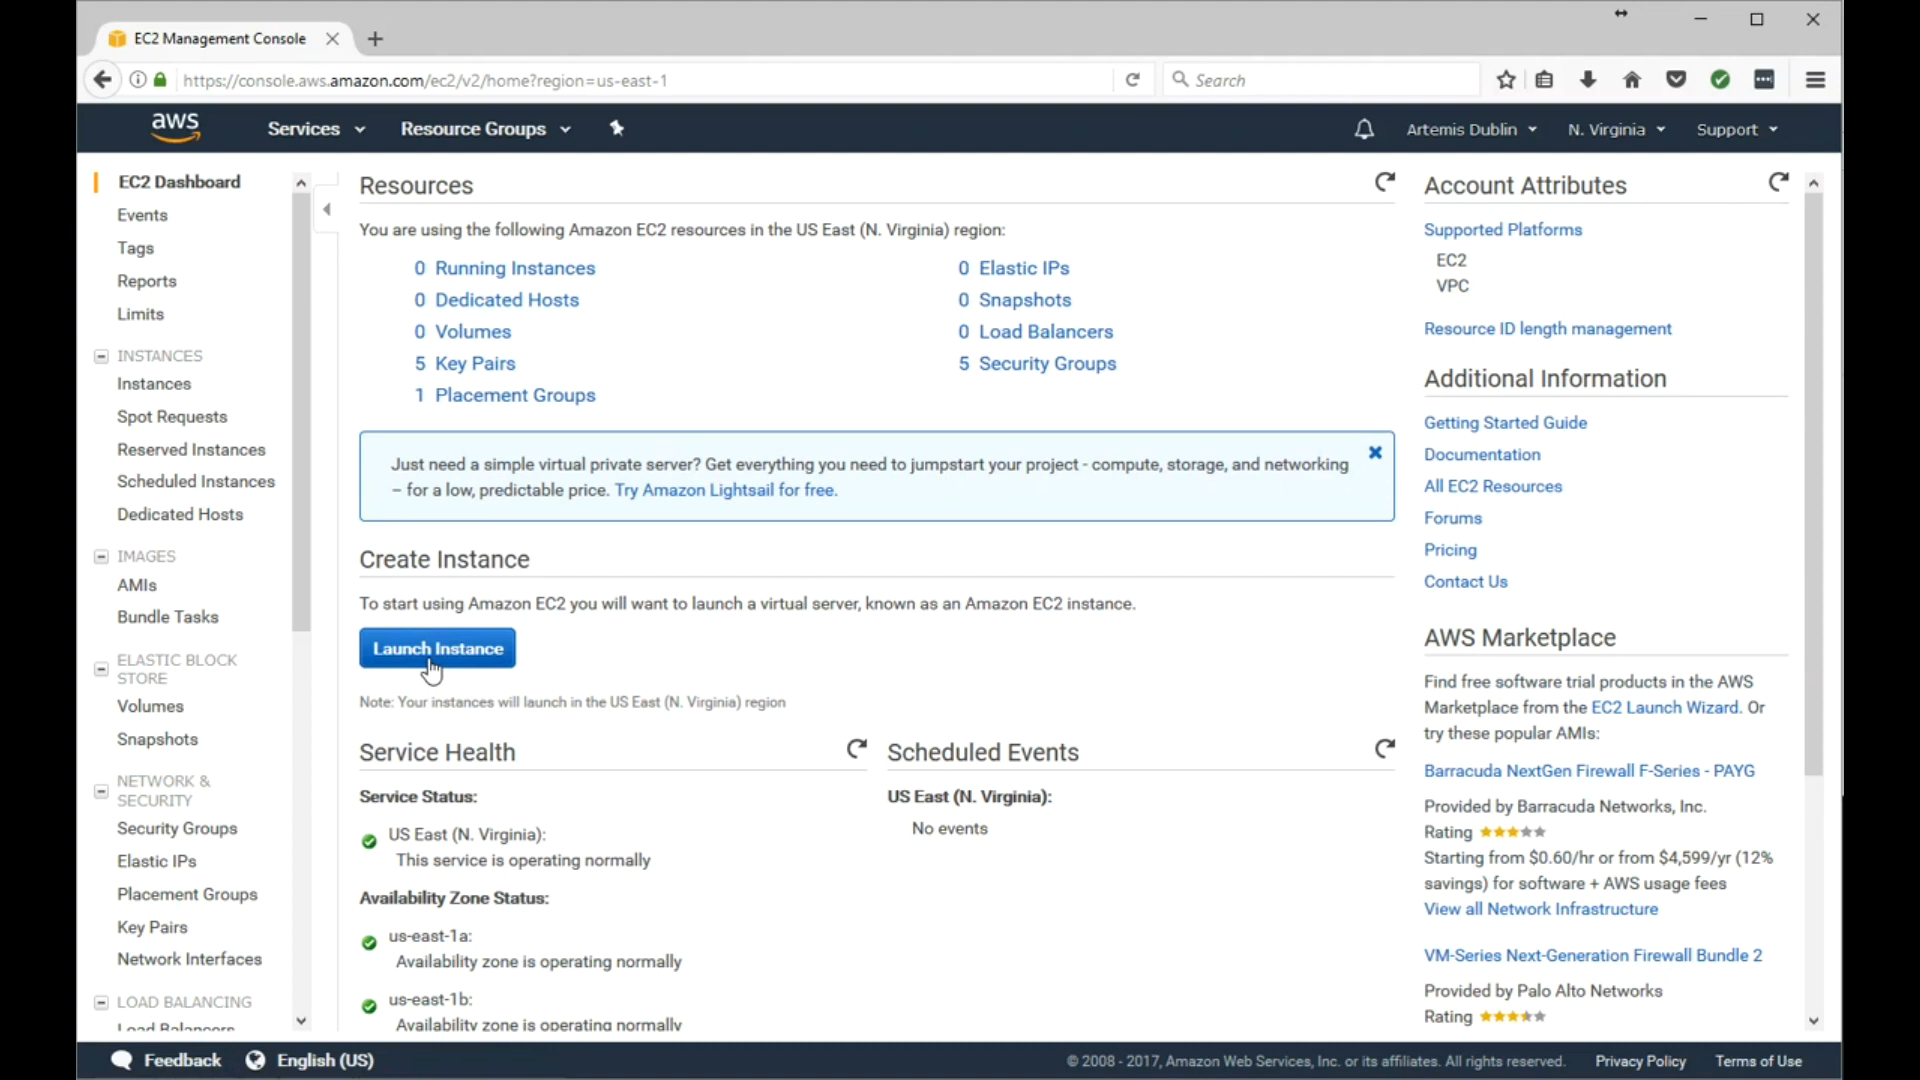 EC2 Management Console
https://console.aws.amazon.com/ec2/v2/home?region=us-east-1
Search
aws
Services
Resource Groups
Artemis Dublin
N. Virginia
Support
EC2 Dashboard
Events
Tags
Reports
Limits
INSTANCES
Instances
Spot Requests
Reserved Instances
Scheduled Instances
Dedicated Hosts
IMAGES
AMIs
Bundle Tasks
ELASTIC BLOCK
STORE
Volumes
Snapshots
NETWORK &
SECURITY
Security Groups
Elastic IPs
Placement Groups
Key Pairs
Network Interfaces
LOAD BALANCING
Load Balancers
Resources
You are using the following Amazon EC2 resources in the US East (N. Virginia) region:
0 Running Instances
0 Elastic IPs
0 Dedicated Hosts
0 Snapshots
0 Volumes
0 Load Balancers
5 Key Pairs
5 Security Groups
1 Placement Groups
Just need a simple virtual private server? Get everything you need to jumpstart your project - compute, storage, and networking
– for a low, predictable price. Try Amazon Lightsail for free.
Create Instance
To start using Amazon EC2 you will want to launch a virtual server, known as an Amazon EC2 instance.
Launch Instance
Note: Your instances will launch in the US East (N. Virginia) region
Service Health
Service Status:
US East (N. Virginia):
This service is operating normally
Availability Zone Status:
us-east-1a:
Availability zone is operating normally
us-east-1b:
Availability zone is operating normally
Scheduled Events
US East (N. Virginia):
No events
Account Attributes
Supported Platforms
EC2
VPC
Resource ID length management
Additional Information
Getting Started Guide
Documentation
All EC2 Resources
Forums
Pricing
Contact Us
AWS Marketplace
Find free software trial products in the AWS
Marketplace from the EC2 Launch Wizard. Or
try these popular AMIs:
Barracuda NextGen Firewall F-Series - PAYG
Provided by Barracuda Networks, Inc.
Rating
Starting from $0.60/hr or from $4,599/yr (12%
savings) for software + AWS usage fees
View all Network Infrastructure
VM-Series Next-Generation Firewall Bundle 2
Provided by Palo Alto Networks
Rating
Feedback
English (US)
© 2008 - 2017, Amazon Web Services, Inc. or its affiliates. All rights reserved.
Privacy Policy
Terms of Use